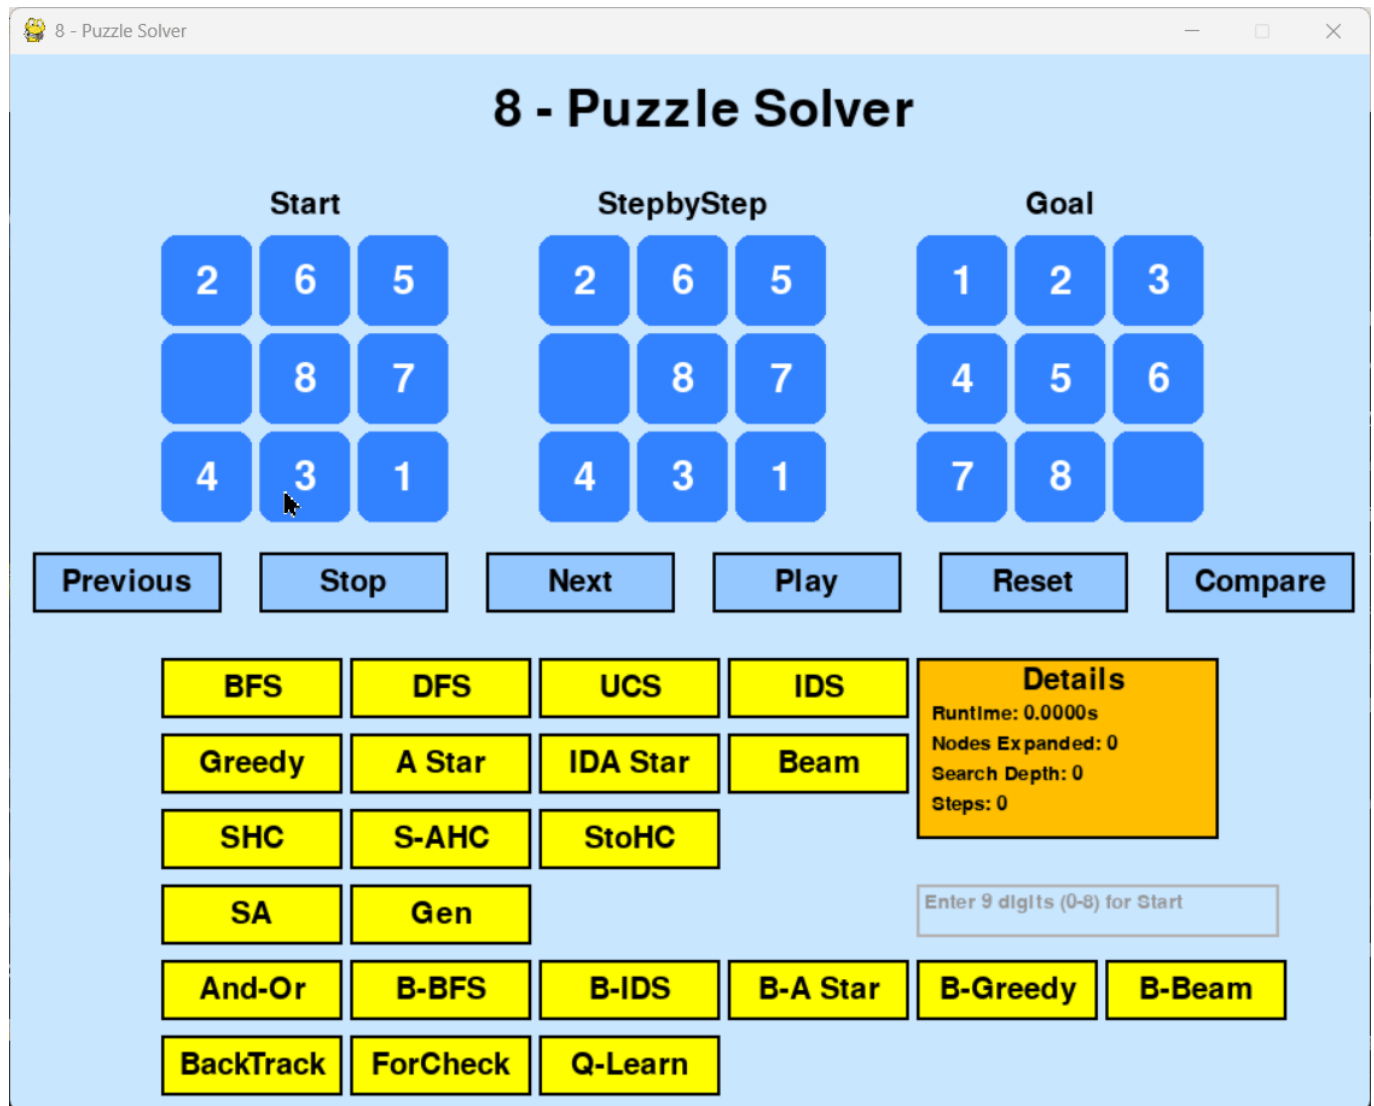 8 - Puzzle Solver
8 - Puzzle Solver
Start StepbyStep Goal
2 6 5 2 6 5 1 2 3
8 7 8 7 4 5 6
4 3 1 4 3 1 7 8
Previous Stop Next Play Reset Compare
BFS DFS UCS IDS
Details
Runtime: 0.0000s
Nodes Expanded: 0
Search Depth: 0
Steps: 0
Greedy A Star IDA Star Beam
SHC S-AHC StoHC
SA Gen
Enter 9 digits (0-8) for Start
And-Or B-BFS B-IDS B-A Star B-Greedy B-Beam
BackTrack ForCheck Q-Learn